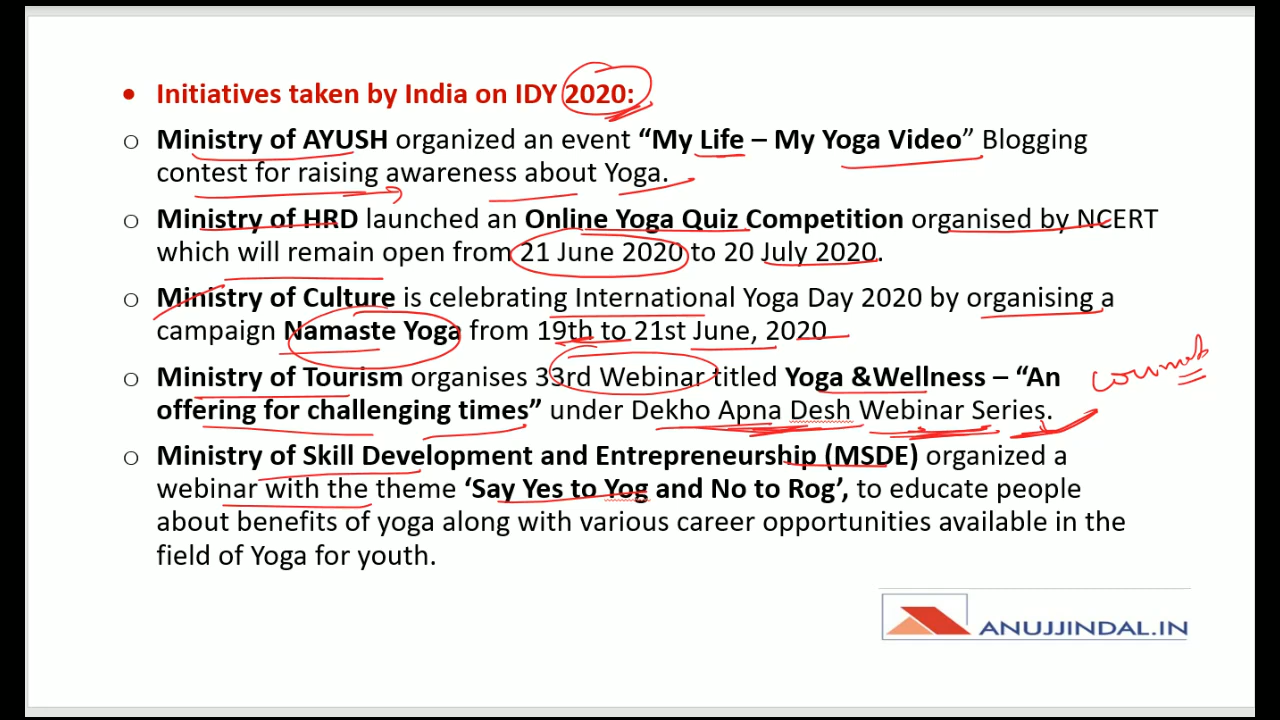 • Initiatives taken by India on IDY 2020:
○ Ministry of AYUSH organized an event “My Life – My Yoga Video” Blogging
contest for raising awareness about Yoga.
○ Ministry of HRD launched an Online Yoga Quiz Competition organised by NCERT
which will remain open from 21 June 2020 to 20 July 2020.
○ Ministry of Culture is celebrating International Yoga Day 2020 by organising a
campaign Namaste Yoga from 19th to 21st June, 2020
○ Ministry of Tourism organises 33rd Webinar titled Yoga &Wellness – “An
offering for challenging times” under Dekho Apna Desh Webinar Series.
○ Ministry of Skill Development and Entrepreneurship (MSDE) organized a
webinar with the theme ‘Say Yes to Yog and No to Rog’, to educate people
about benefits of yoga along with various career opportunities available in the
field of Yoga for youth.
ANUJJINDAL.IN